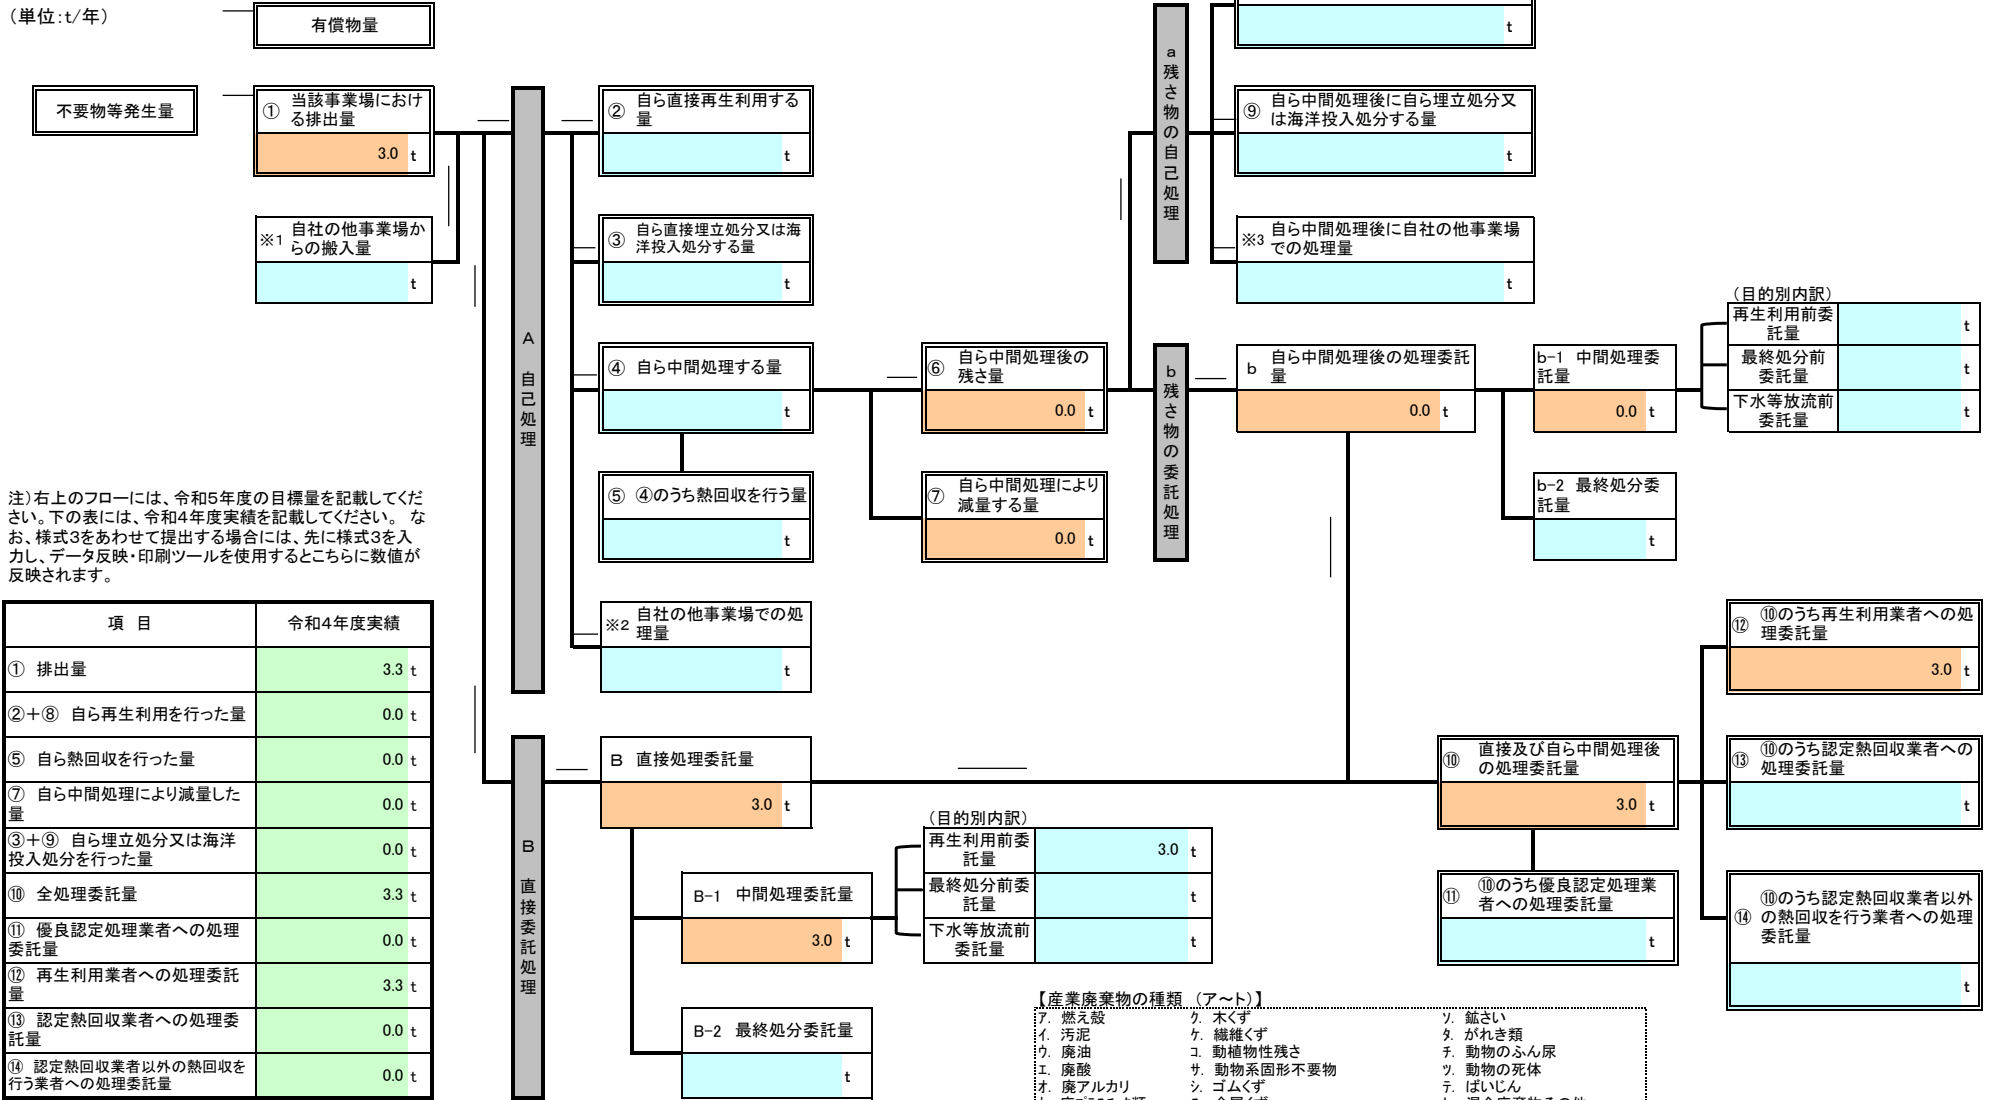 （単位：t/年）
有償物量
不要物等発生量
① 当該事業場におけ
る排出量
3.0 t
※1 自社の他事業場か
らの搬入量
t
A 自己処理
② 自ら直接再生利用する
量
t
③ 自ら直接埋立処分又は海
洋投入処分する量
t
④ 自ら中間処理する量
t
⑤ ④のうち熱回収を行う量
t
※2 自社の他事業場での処
理量
t
⑥ 自ら中間処理後の
残さ量
0.0 t
⑦ 自ら中間処理により
減量する量
0.0 t
a 残さ物の自己処理
t
⑨ 自ら中間処理後に自ら埋立処分又
は海洋投入処分する量
t
※3 自ら中間処理後に自社の他事業場
での処理量
t
b 残さ物の委託処理
b 自ら中間処理後の処理委託
量
0.0 t
b-1 中間処理委
託量
0.0 t
（目的別内訳）
再生利用前委
託量
t
最終処分前
委託量
t
下水等放流前
委託量
t
b-2 最終処分委
託量
t
注）右上のフローには、令和5年度の目標量を記載してくだ
さい。下の表には、令和4年度実績を記載してください。 な
お、様式3をあわせて提出する場合には、先に様式3を入
力し、データ反映・印刷ツールを使用するとこちらに数値が
反映されます。
項 目 令和4年度実績
① 排出量 3.3 t
②＋⑧ 自ら再生利用を行った量 0.0 t
⑤ 自ら熱回収を行った量 0.0 t
⑦ 自ら中間処理により減量した
量 0.0 t
③＋⑨ 自ら埋立処分又は海洋
投入処分を行った量 0.0 t
⑩ 全処理委託量 3.3 t
⑪ 優良認定処理業者への処理
委託量 0.0 t
⑫ 再生利用業者への処理委託
量 3.3 t
⑬ 認定熱回収業者への処理委
託量 0.0 t
⑭ 認定熱回収業者以外の熱回収を
行う業者への処理委託量 0.0 t
B 直接委託処理
B 直接処理委託量
3.0 t
B-1 中間処理委託量
3.0 t
（目的別内訳）
再生利用前委
託量
3.0 t
最終処分前委
託量
t
下水等放流前
委託量
t
B-2 最終処分委託量
t
⑩ 直接及び自ら中間処理後
の処理委託量
3.0 t
⑪ ⑩のうち優良認定処理業
者への処理委託量
t
⑫ ⑩のうち再生利用業者への処
理委託量
3.0 t
⑬ ⑩のうち認定熱回収業者への
処理委託量
t
⑭ ⑩のうち認定熱回収業者以外
の熱回収を行う業者への処理
委託量
t
【産業廃棄物の種類 （ア～ト）】
ア. 燃え殻 ク. 木くず ソ. 鉱さい
イ. 汚泥 ケ. 繊維くず タ. がれき類
ウ. 廃油 コ. 動植物性残さ チ. 動物のふん尿
エ. 廃酸 サ. 動物系固形不要物 ツ. 動物の死体
オ. 廃アルカリ シ. ゴムくず テ. ばいじん